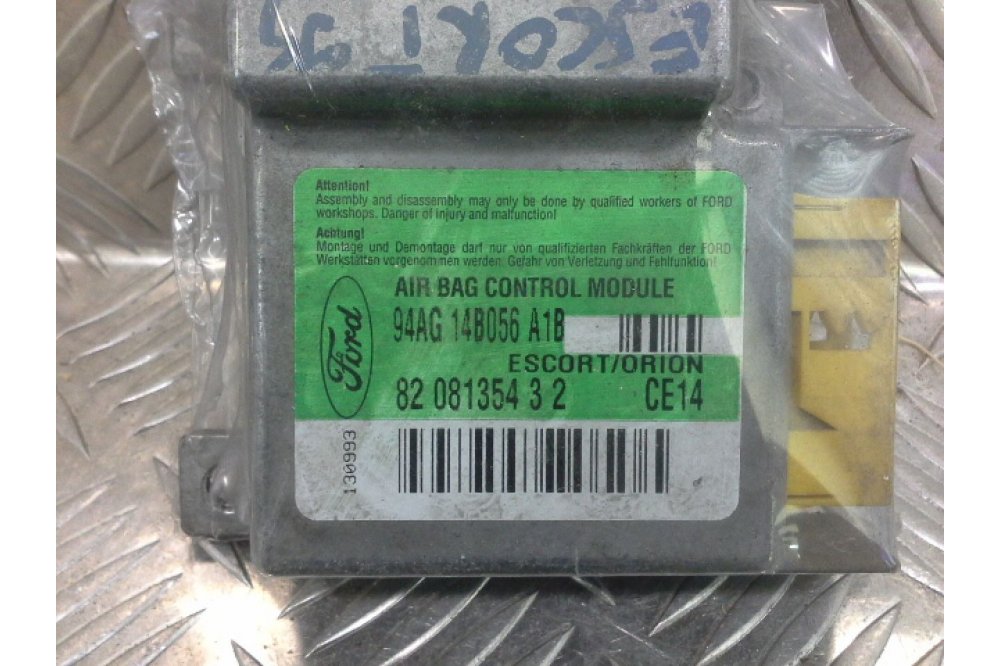 ESCORT 95
Attention!
Assembly and disassembly may only be done by qualified workers of FORD
workshops. Danger of injury and malfunction!
Achtung!
Montage und Demontage darf nur von qualifizierten Fachkräften der FORD
Werkstätten vorgenommen werden. Gefahr von Verletzung und Fehlfunktion!
Ford
AIR BAG CONTROL MODULE
94AG 14B056 A1B
ESCORT/ORION
82 081354 3 2 CE14
130993